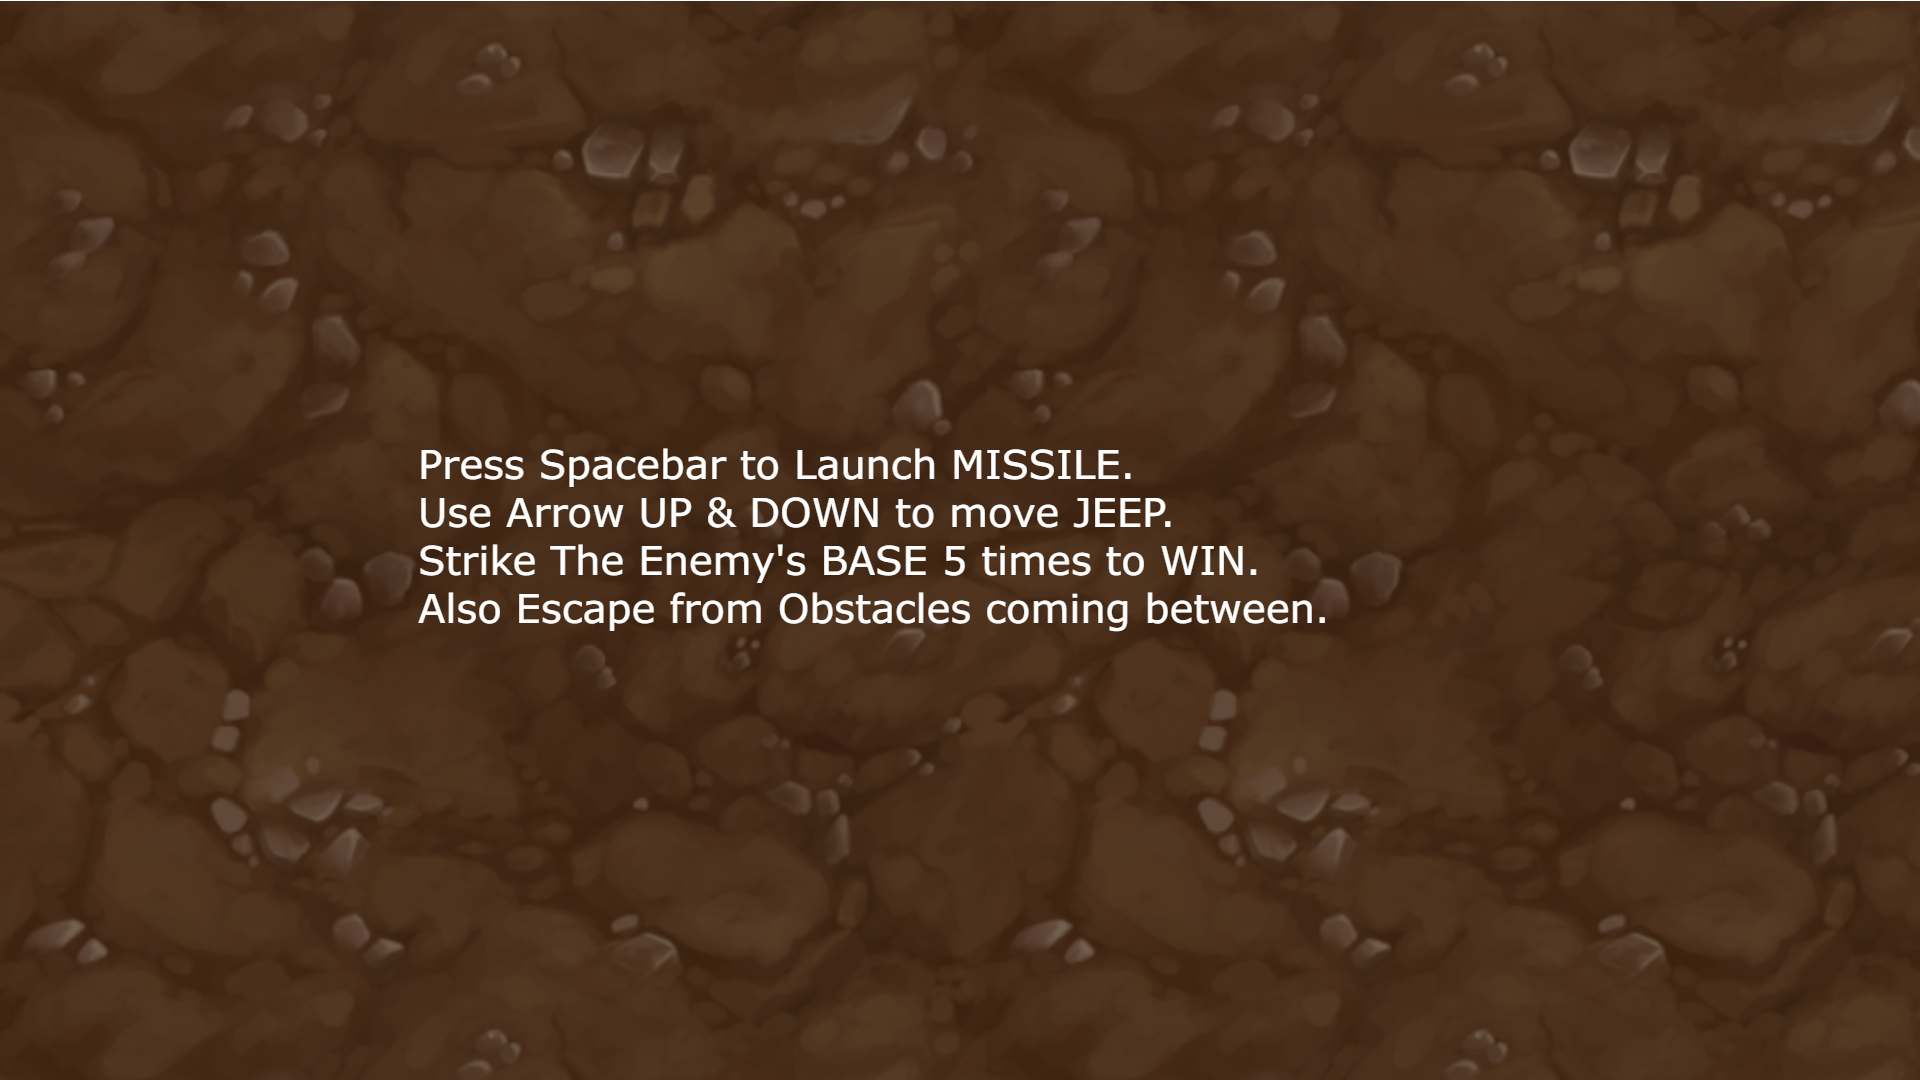 Press Spacebar to Launch MISSILE.
Use Arrow UP & DOWN to move JEEP.
Strike The Enemy's BASE 5 times to WIN.
Also Escape from Obstacles coming between.